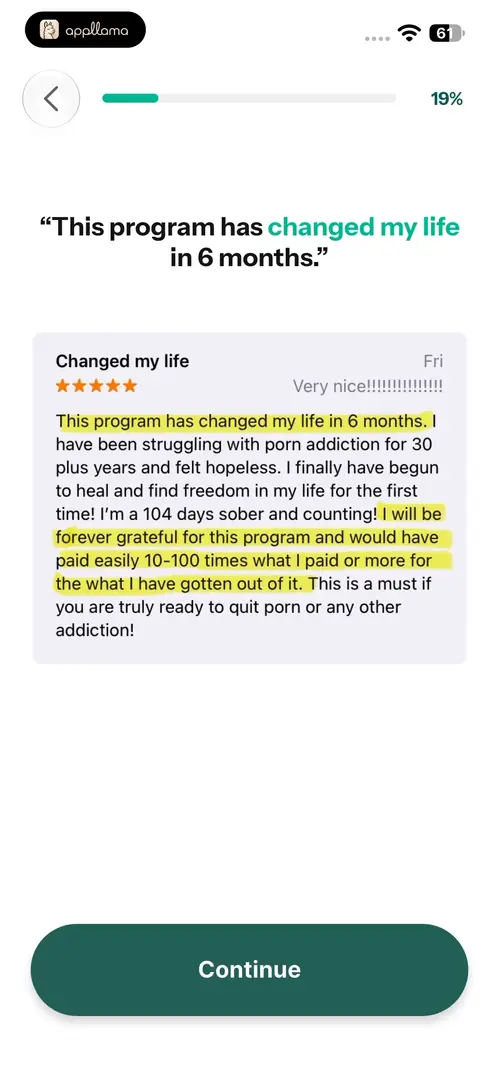 appllama
61
19%
“This program has changed my life
in 6 months.”
Changed my life
Fri
Very nice!!!!!!!!!!!!!!!
This program has changed my life in 6 months. I
have been struggling with porn addiction for 30
plus years and felt hopeless. I finally have begun
to heal and find freedom in my life for the first
time! I’m a 104 days sober and counting! I will be
forever grateful for this program and would have
paid easily 10-100 times what I paid or more for
the what I have gotten out of it. This is a must if
you are truly ready to quit porn or any other
addiction!
Continue